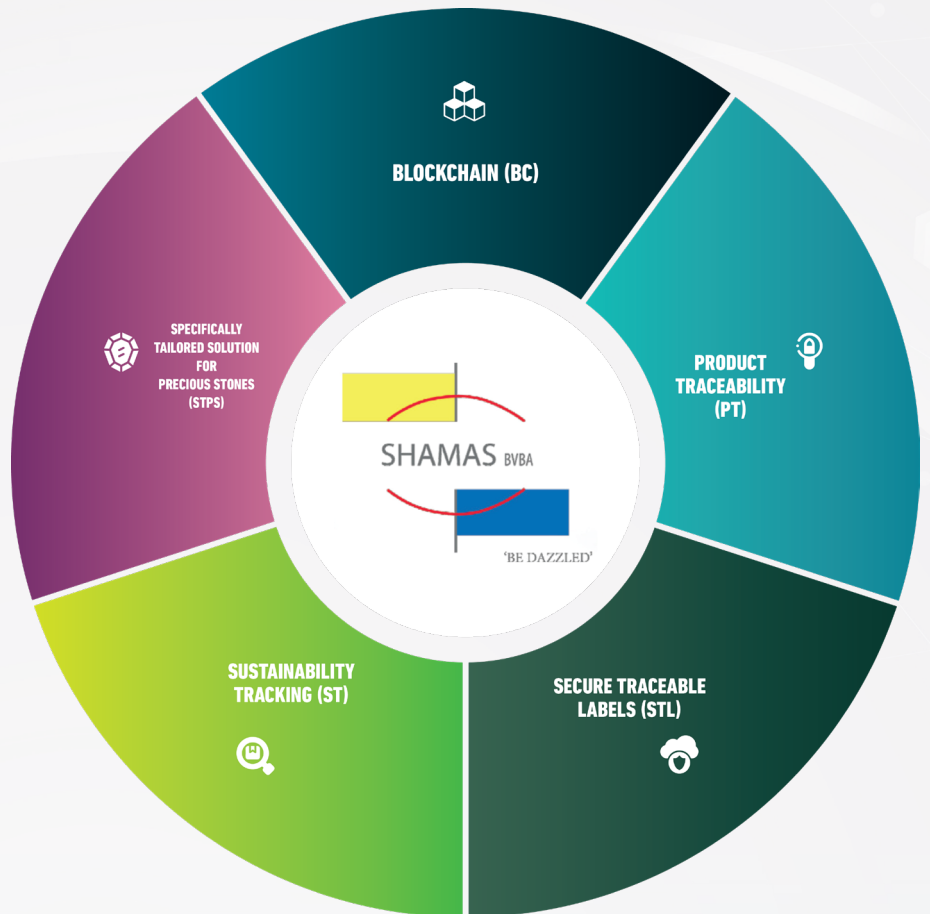 BLOCKCHAIN (BC)
PRODUCT
TRACEABILITY
(PT)
SECURE TRACEABLE
LABELS (STL)
SUSTAINABILITY
TRACKING (ST)
SPECIFICALLY
TAILORED SOLUTION
FOR
PRECIOUS STONES
(STPS)
SHAMAS BVBA
'BE DAZZLED'